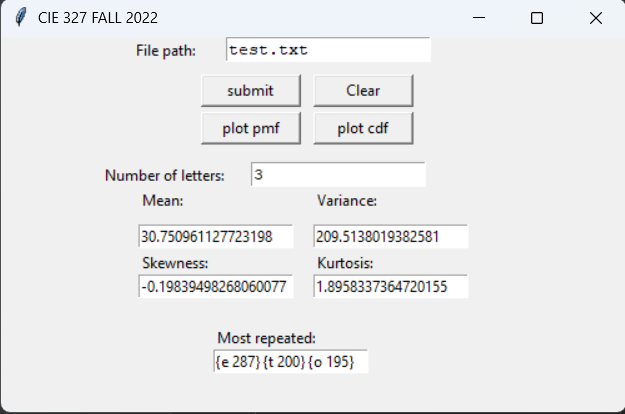 CIE 327 FALL 2022
File path: test.txt
submit Clear
plot pmf plot cdf
Number of letters: 3
Mean: Variance:
30.750961127723198 209.5138019382581
Skewness: Kurtosis:
-0.19839498268060077 1.8958337364720155
Most repeated:
{e 287} {t 200} {o 195}